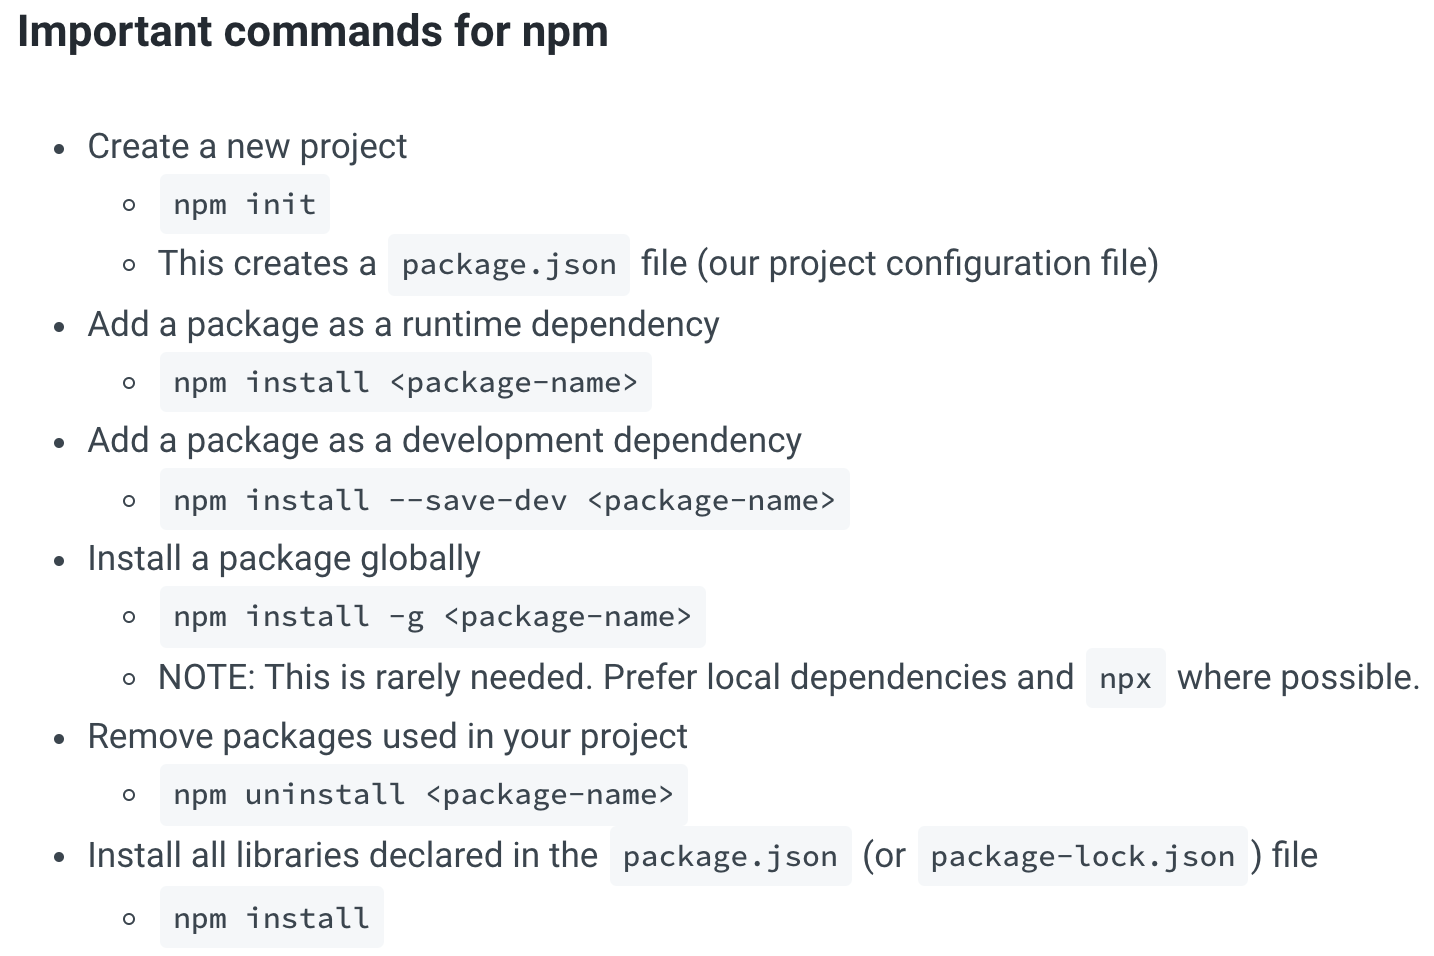 Important commands for npm
Create a new project
npm init
This creates a package.json file (our project configuration file)
Add a package as a runtime dependency
npm install <package-name>
Add a package as a development dependency
npm install --save-dev <package-name>
Install a package globally
npm install -g <package-name>
NOTE: This is rarely needed. Prefer local dependencies and npx where possible.
Remove packages used in your project
npm uninstall <package-name>
Install all libraries declared in the package.json (or package-lock.json) file
npm install